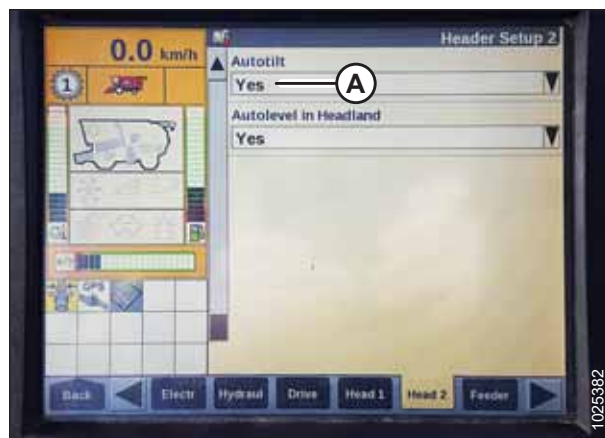 0.0 km/h
Header Setup 2
1
Autotilt
Yes
A
Autolevel in Headland
Yes
Back
Electr
Hydraul
Drive
Head 1
Head 2
Feeder
1025382